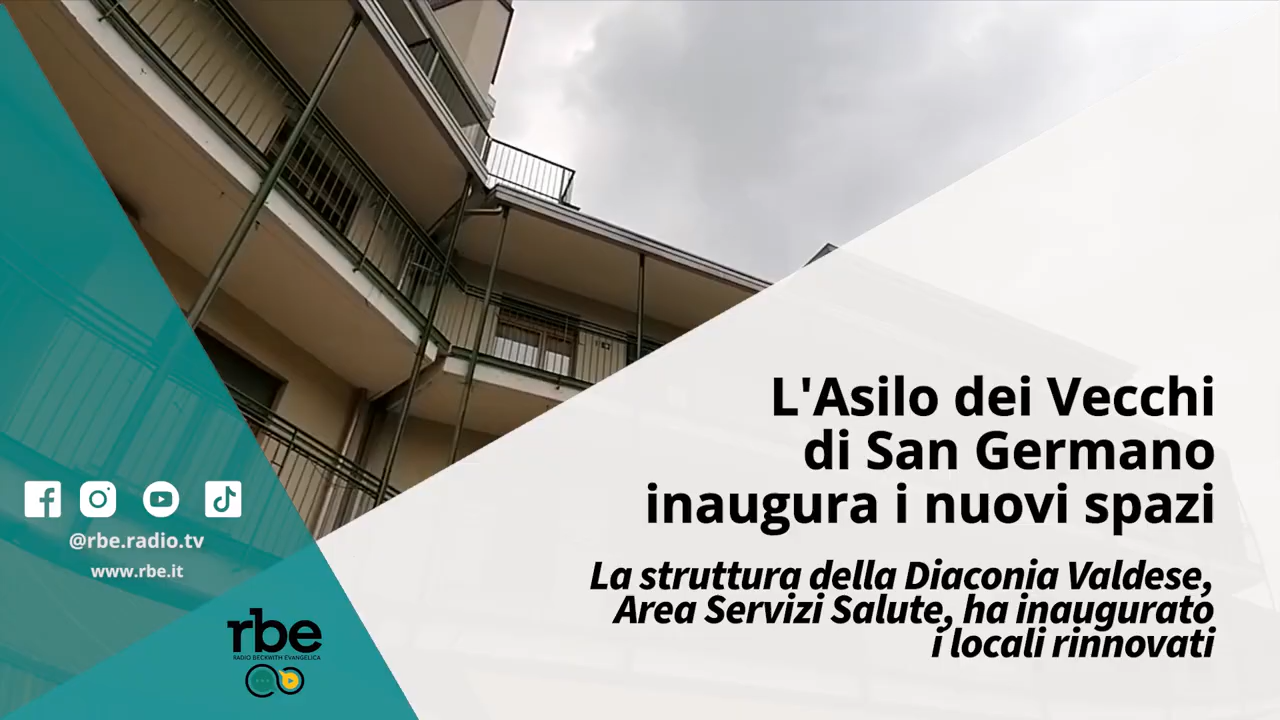 L'Asilo dei Vecchi
di San Germano
inaugura i nuovi spazi
La struttura della Diaconia Valdese,
Area Servizi Salute, ha inaugurato
i locali rinnovati
@rbe.radio.tv
www.rbe.it
rbe
RADIO BECKWITH EVANGELICA